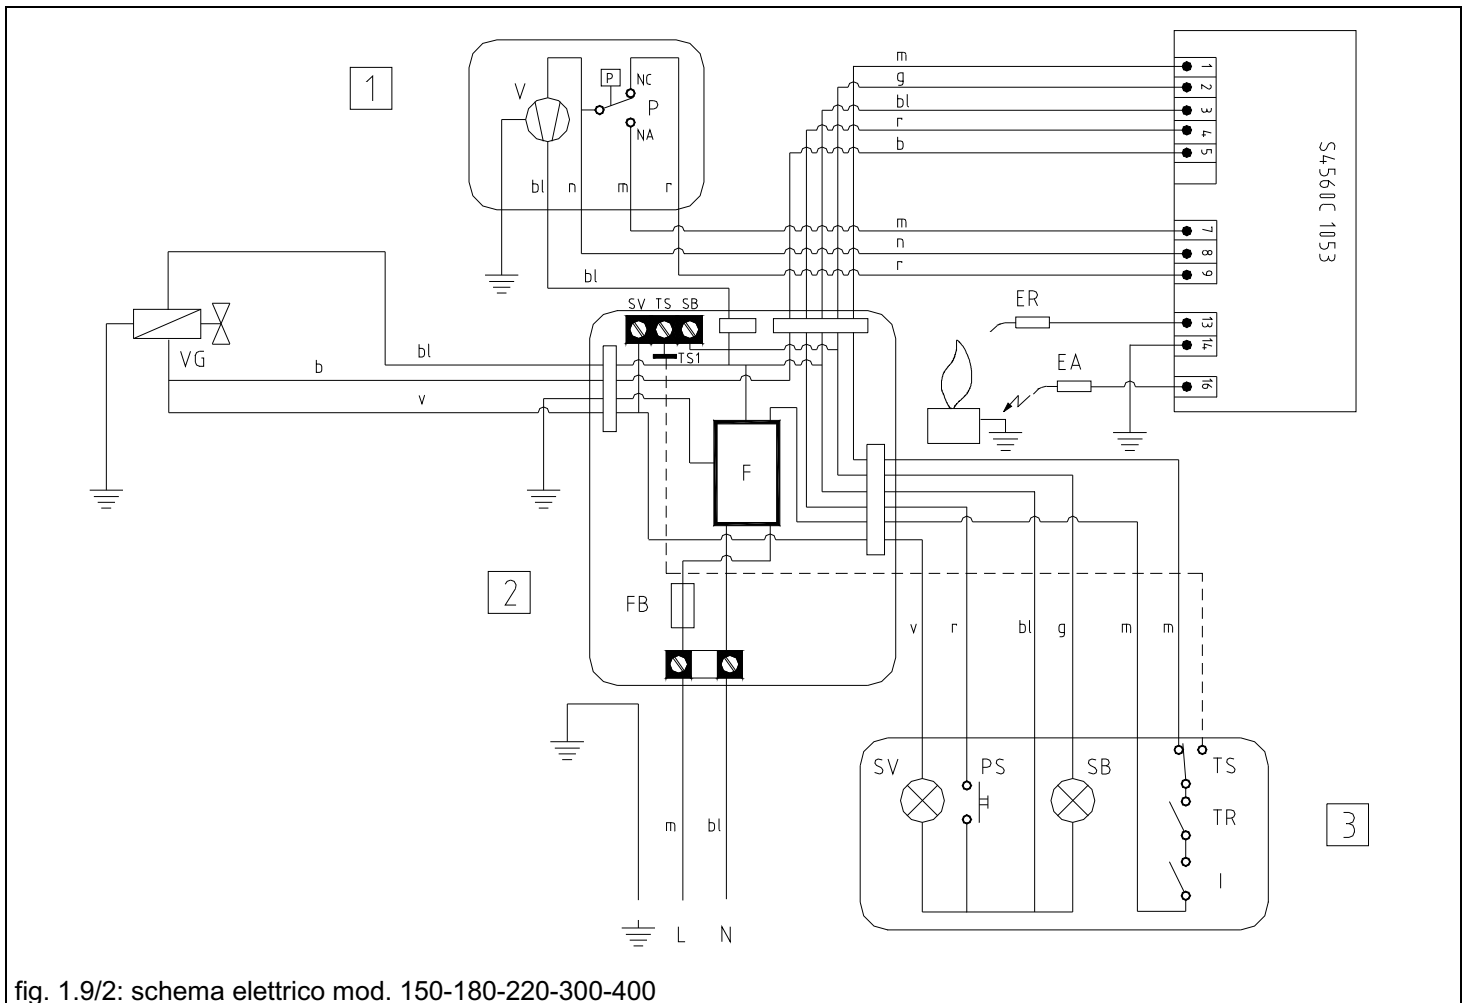 1
V
P
NC
P
NA
bl n m r
m
g
bl
r
b
m
n
r
1
2
3
4
5
7
8
9
13
14
16
S4560C 1053
bl
SV TS SB
TS1
VG
bl
b
v
ER
EA
F
2
FB
v r bl g m m
SV PS SB TS
TR
I
3
m bl
L N
fig. 1.9/2: schema elettrico mod. 150-180-220-300-400